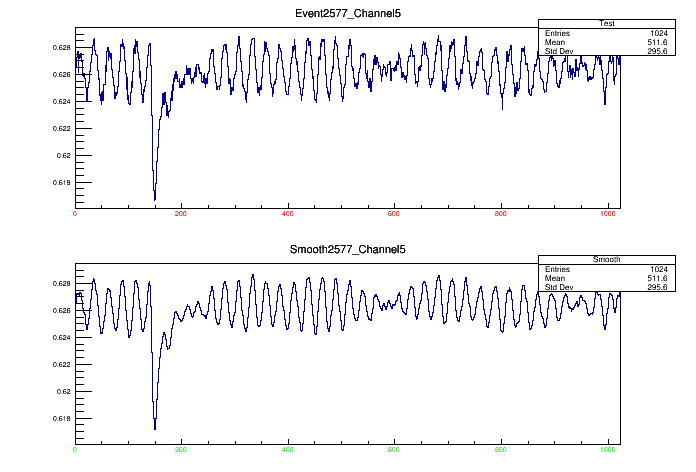 Event2577_Channel5
Test
Entries 1024
Mean 511.6
Std Dev 295.6
0.628
0.626
0.624
0.622
0.62
0.618
0 200 400 600 800 1000
Smooth2577_Channel5
Smooth
Entries 1024
Mean 511.6
Std Dev 295.6
0.628
0.626
0.624
0.622
0.62
0.618
0 200 400 600 800 1000